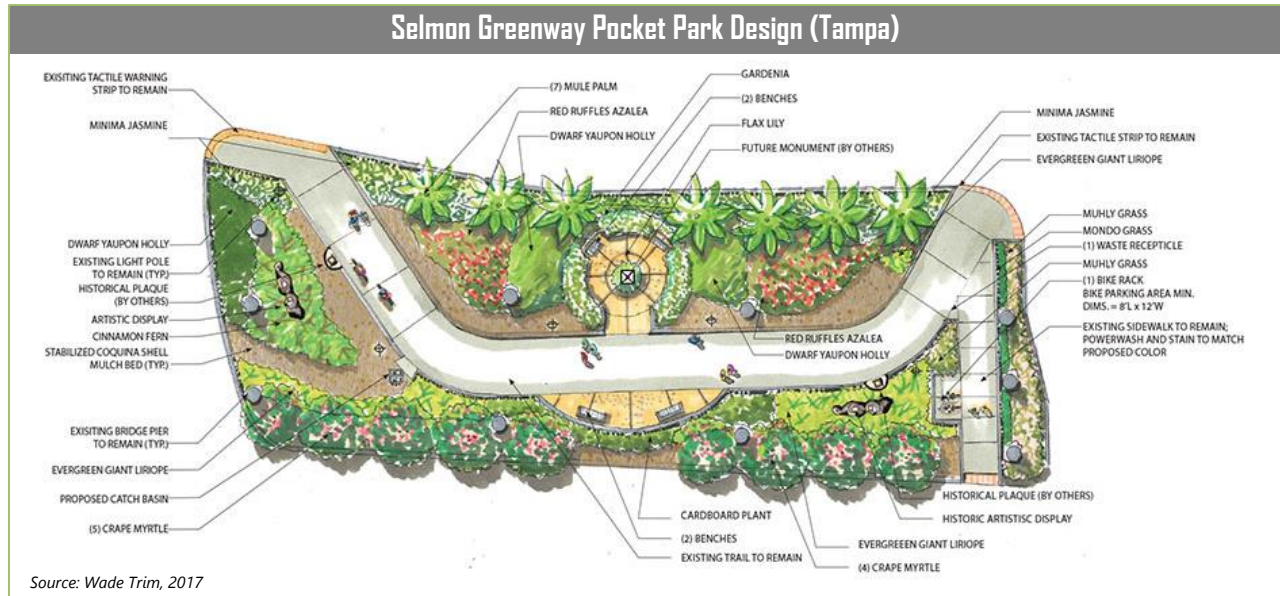 Selmon Greenway Pocket Park Design (Tampa)
EXISITING TACTILE WARNING
STRIP TO REMAIN
MINIMA JASMINE
DWARF YAUPON HOLLY
EXISTING LIGHT POLE
TO REMAIN (TYP.)
HISTORICAL PLAQUE
(BY OTHERS)
ARTISTIC DISPLAY
CINNAMON FERN
STABILIZED COQUINA SHELL
MULCH BED (TYP.)
EXISITING BRIDGE PIER
TO REMAIN (TYP.)
EVERGREEN GIANT LIRIOPE
PROPOSED CATCH BASIN
(5) CRAPE MYRTLE
(7) MULE PALM
RED RUFFLES AZALEA
DWARF YAUPON HOLLY
GARDENIA
(2) BENCHES
FLAX LILY
FUTURE MONUMENT (BY OTHERS)
MINIMA JASMINE
EXISTING TACTILE STRIP TO REMAIN
EVERGREEEN GIANT LIRIOPE
MUHLY GRASS
MONDO GRASS
(1) WASTE RECEPTICLE
MUHLY GRASS
(1) BIKE RACK
BIKE PARKING AREA MIN.
DIMS. = 8'L x 12'W
EXISTING SIDEWALK TO REMAIN;
POWERWASH AND STAIN TO MATCH
PROPOSED COLOR
RED RUFFLES AZALEA
DWARF YAUPON HOLLY
CARDBOARD PLANT
(2) BENCHES
EXISTING TRAIL TO REMAIN
HISTORICAL PLAQUE (BY OTHERS)
HISTORIC ARTISTISC DISPLAY
EVERGREEEN GIANT LIRIOPE
(4) CRAPE MYRTLE
Source: Wade Trim, 2017